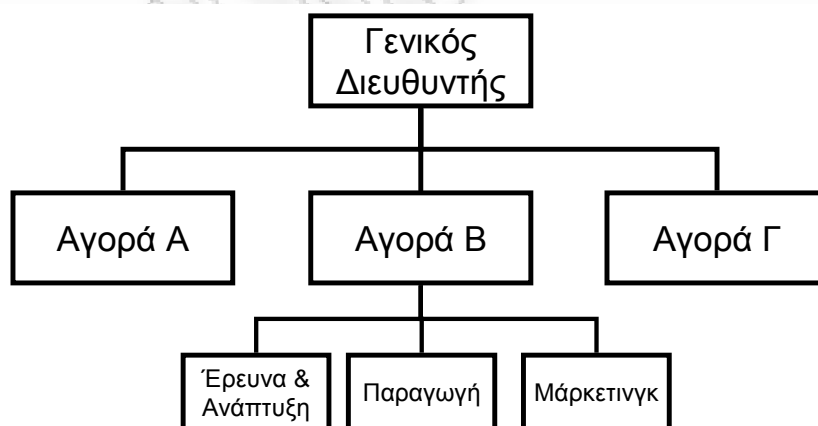 Γενικός
Διευθυντής
Αγορά Α
Αγορά Β
Αγορά Γ
Έρευνα &
Ανάπτυξη
Παραγωγή
Μάρκετινγκ